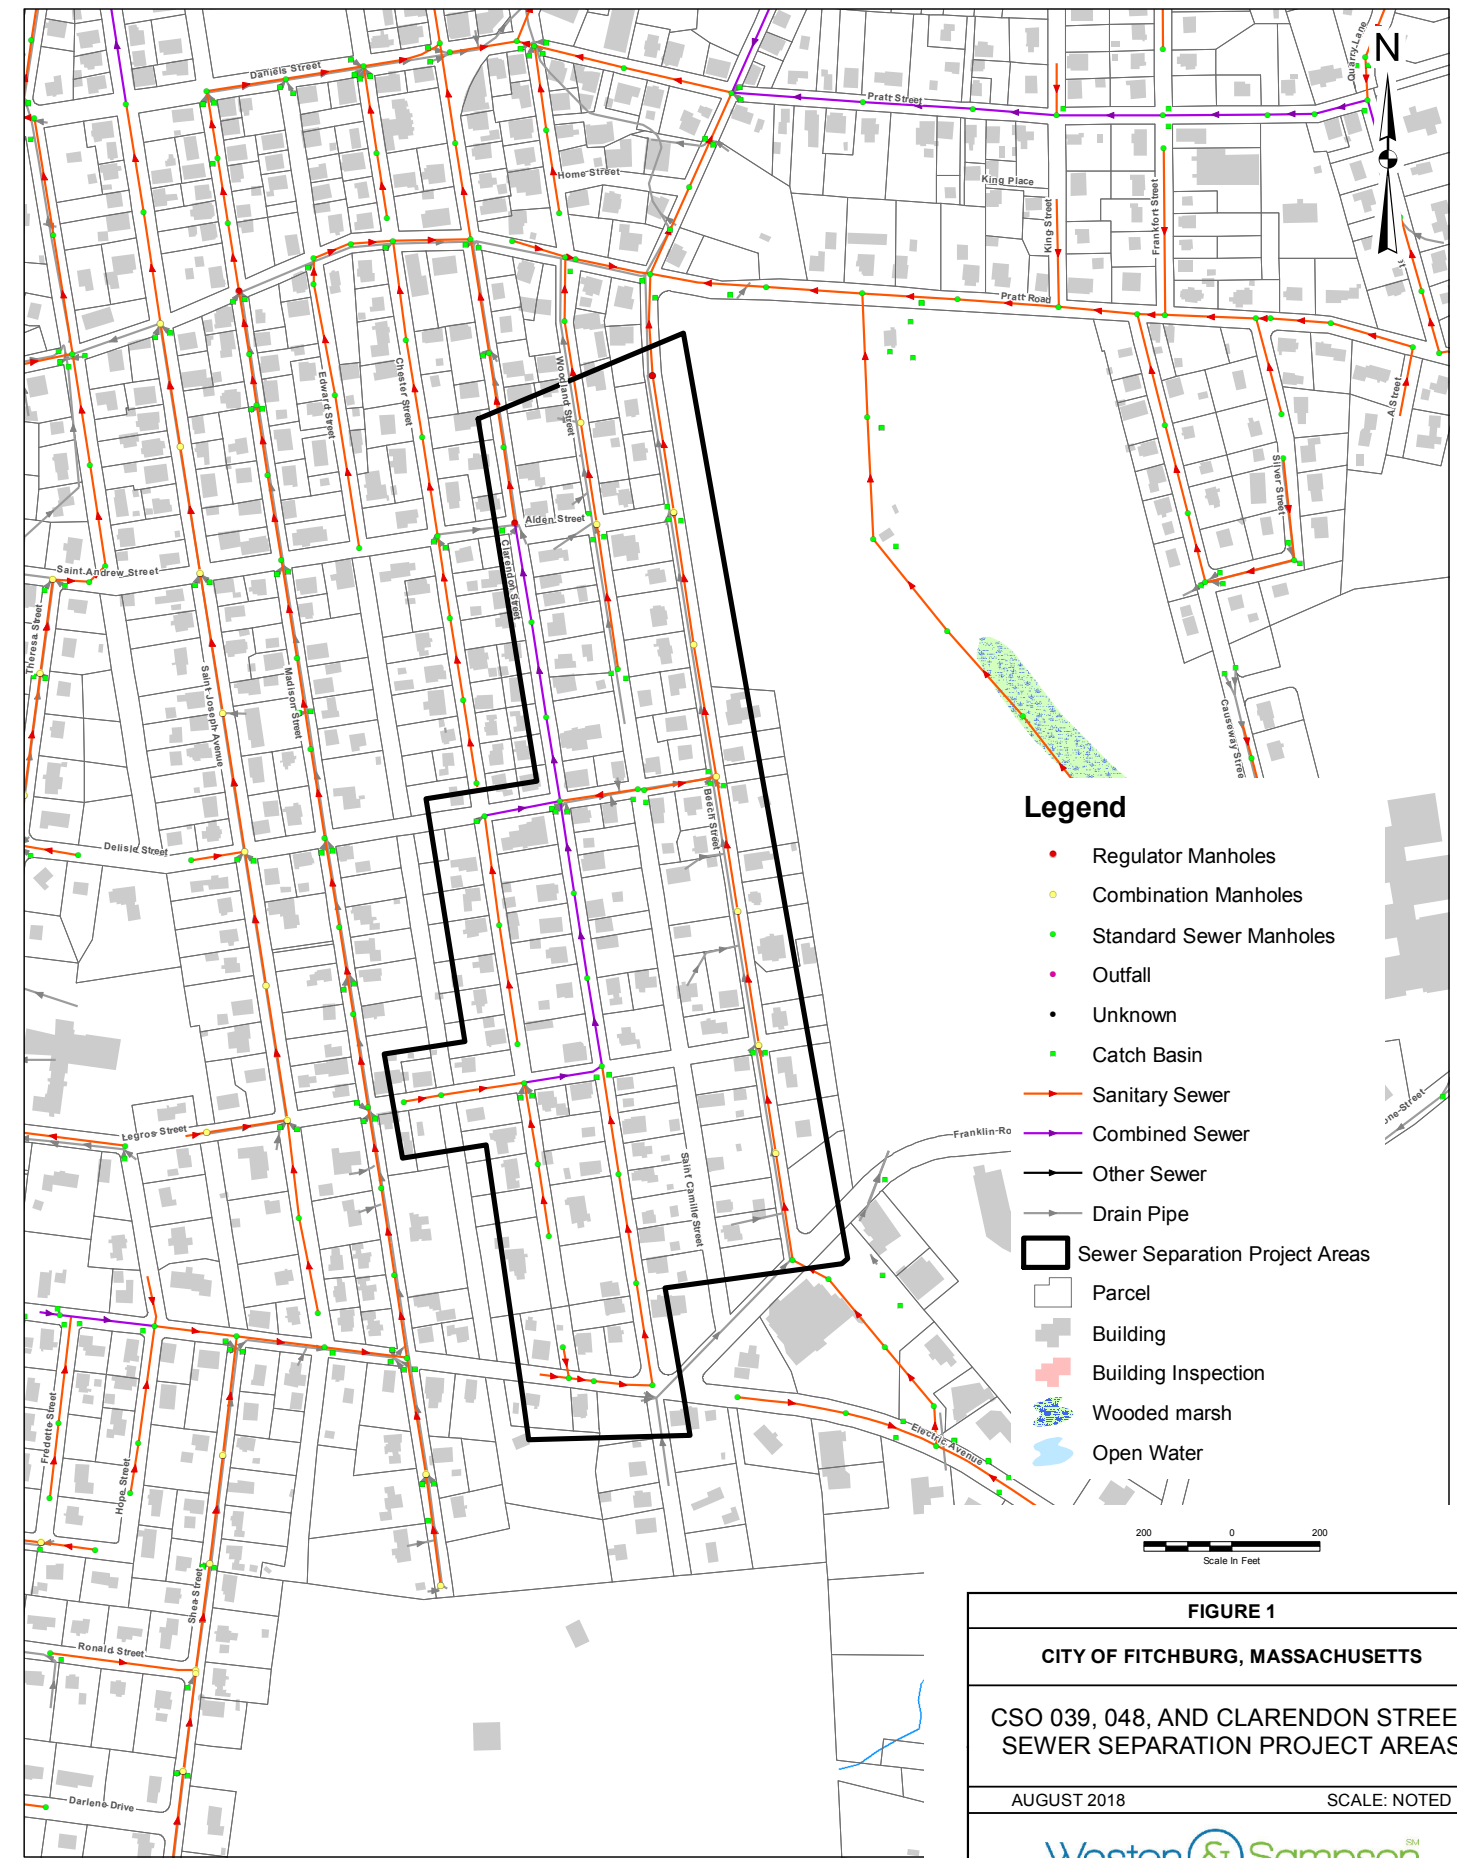 Daniels Street
Quarry Lane
N
Pratt Street
Home Street
King Place
King Street
Frankfort Street
Pratt Road
Woodland Street
Edward Street
Chester Street
A Street
Silver Street
Alden Street
Clarendon Street
Saint Andrew Street
Theresa Street
Saint Joseph Avenue
Madison Street
Causeway Stree
Beech Street
Delisle Street
Legros Street
Franklin Ro
one Street
Saint Camille Street
Fredette Street
Hope Street
Electric Avenue
Shea Street
Ronald Street
Darlene Drive
Legend
Regulator Manholes
Combination Manholes
Standard Sewer Manholes
Outfall
Unknown
Catch Basin
Sanitary Sewer
Combined Sewer
Other Sewer
Drain Pipe
Sewer Separation Project Areas
Parcel
Building
Building Inspection
Wooded marsh
Open Water
200 0 200
Scale In Feet
FIGURE 1
CITY OF FITCHBURG, MASSACHUSETTS
CSO 039, 048, AND CLARENDON STREE
SEWER SEPARATION PROJECT AREAS
AUGUST 2018 SCALE: NOTED
Weston & Sampson SM